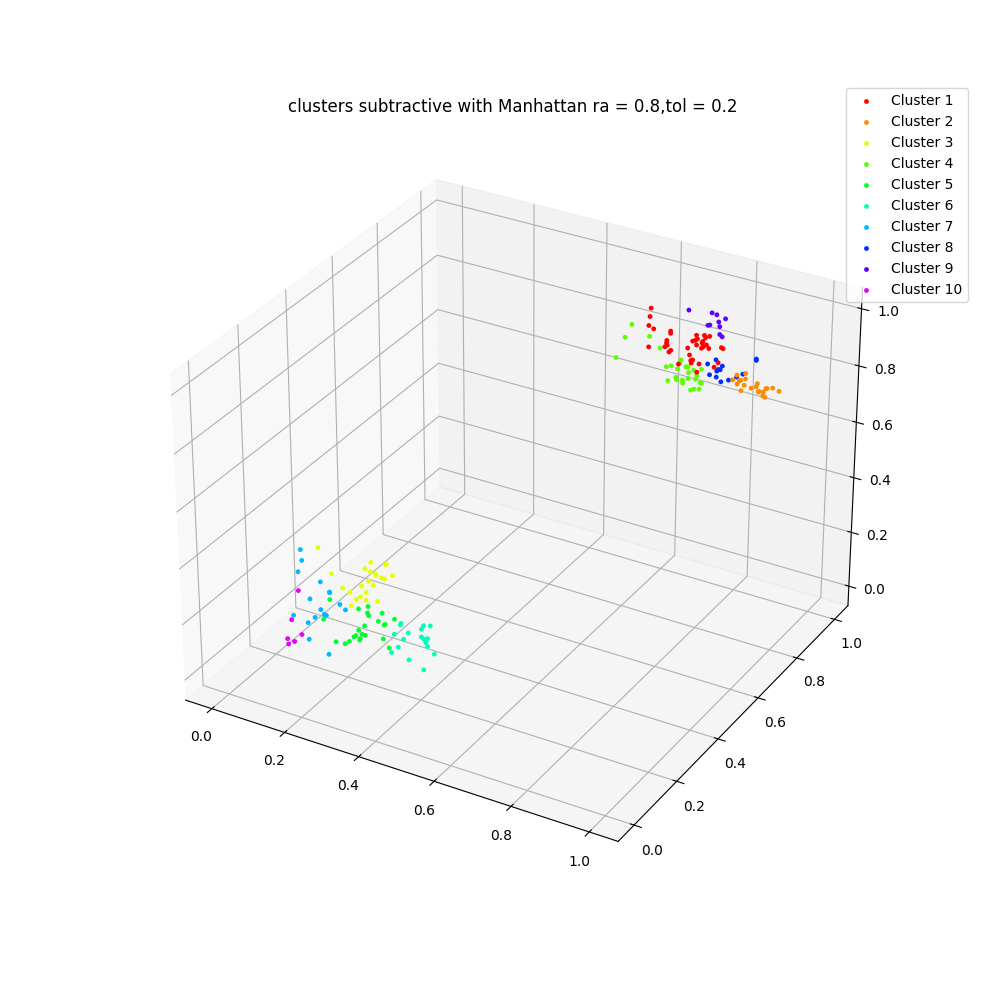 clusters subtractive with Manhattan ra = 0.8,tol = 0.2
Cluster 1
Cluster 2
Cluster 3
Cluster 4
Cluster 5
Cluster 6
Cluster 7
Cluster 8
Cluster 9
Cluster 10
1.0
0.8
0.6
0.4
0.2
0.0
1.0
0.8
0.6
0.4
0.2
0.0
0.0
0.2
0.4
0.6
0.8
1.0